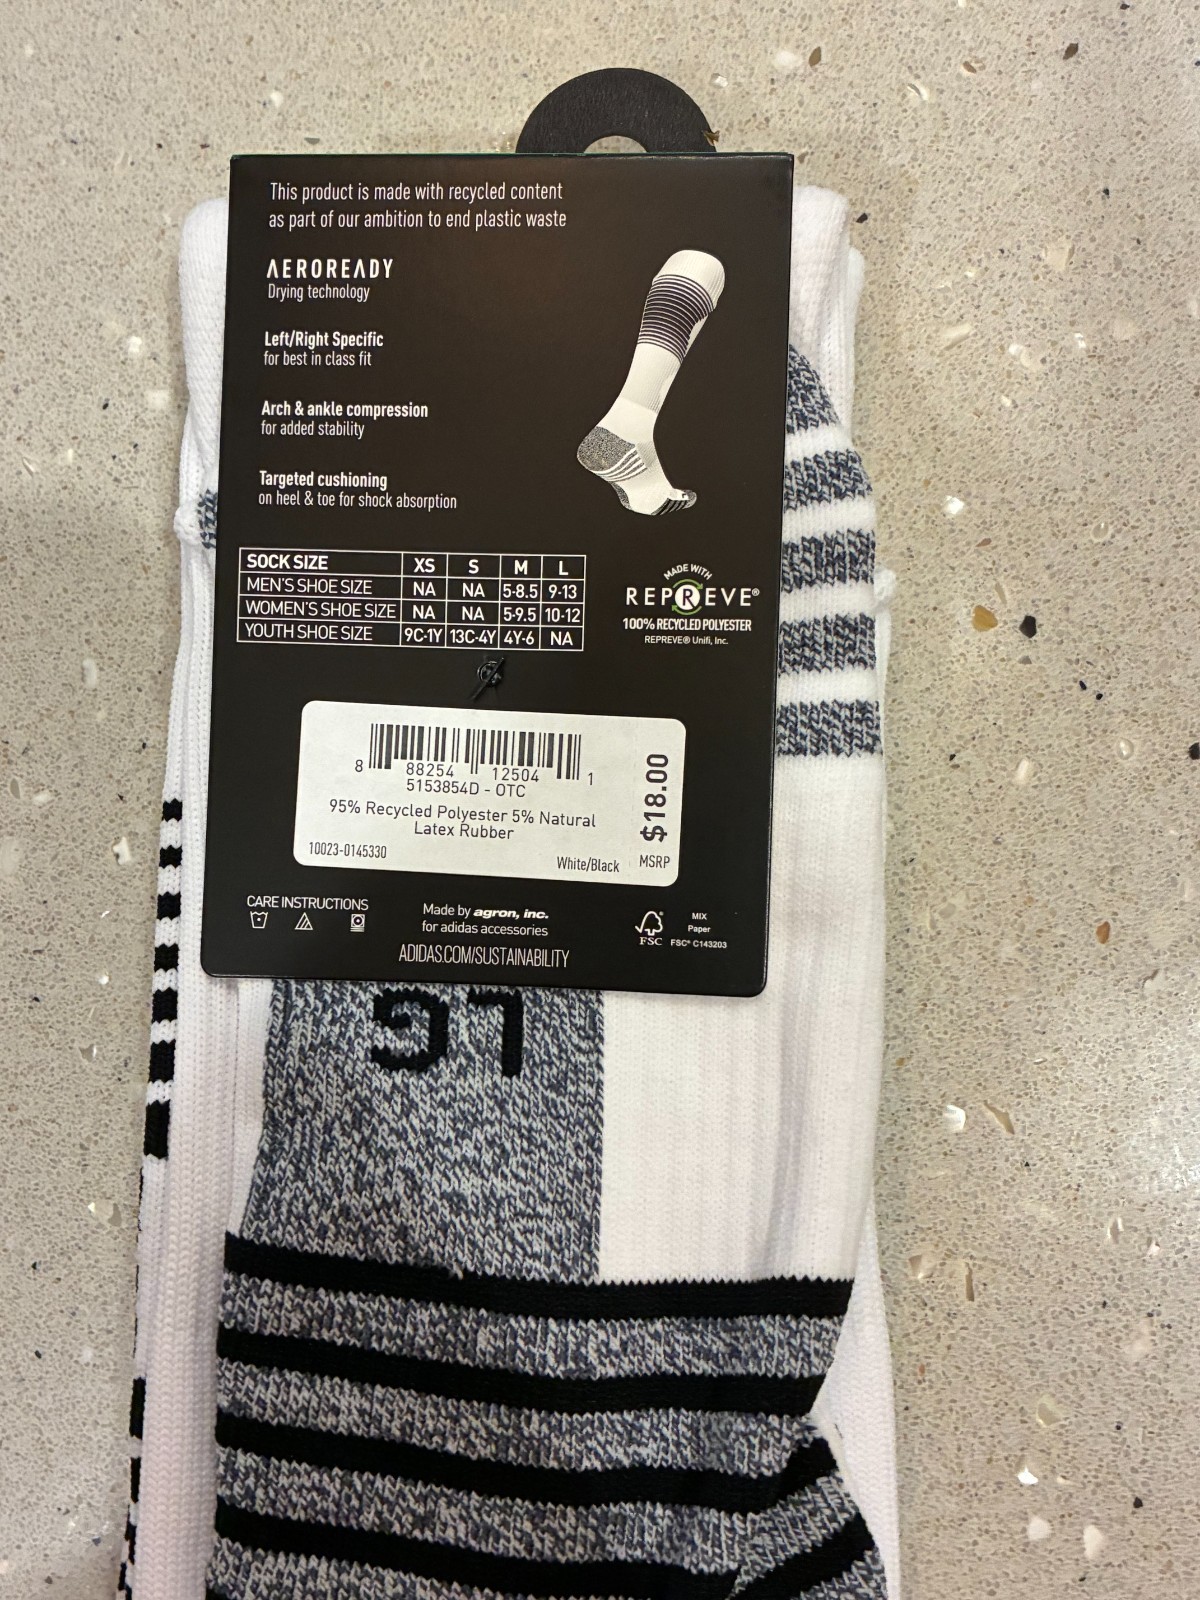 This product is made with recycled content
as part of our ambition to end plastic waste
AEROREADY
Drying technology
Left/Right Specific
for best in class fit
Arch & ankle compression
for added stability
Targeted cushioning
on heel & toe for shock absorption
SOCK SIZE XS S M L
MEN'S SHOE SIZE NA NA 5-8.5 9-13
WOMEN'S SHOE SIZE NA NA 5-9.5 10-12
YOUTH SHOE SIZE 9C-1Y 13C-4Y 4Y-6 NA
MADE WITH
REPREVE®
100% RECYCLED POLYESTER
REPREVE® Unifi, Inc.
8 88254 12504 1
5153854D - OTC
95% Recycled Polyester 5% Natural
Latex Rubber
10023-0145330
White/Black
$18.00
MSRP
CARE INSTRUCTIONS
Made by agron, inc.
for adidas accessories
ADIDAS.COM/SUSTAINABILITY
FSC®
MIX
Paper
FSC® C143203
LG